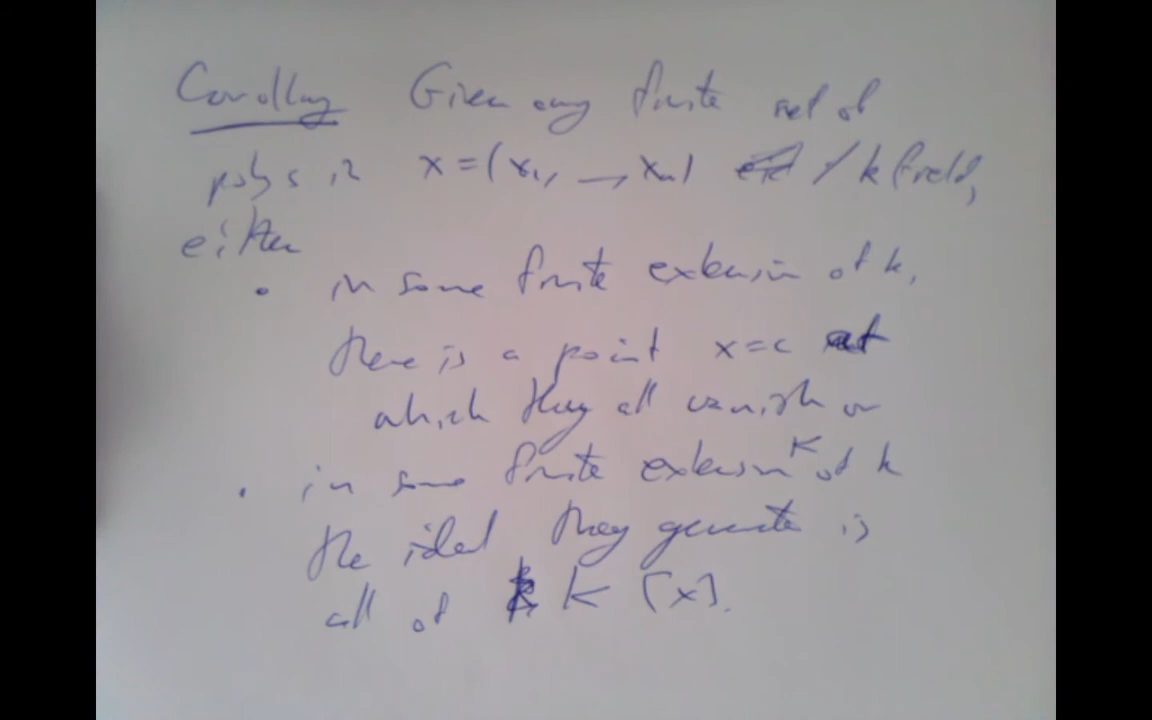 Corollary Given any finite set of
polys in x=(x₁, —, xₙ) /k field,
either
• in some finite extension of k,
there is a point x=c at
which they all vanish or
• in some finite extension K of k
the ideal they generate is
all of K [x].